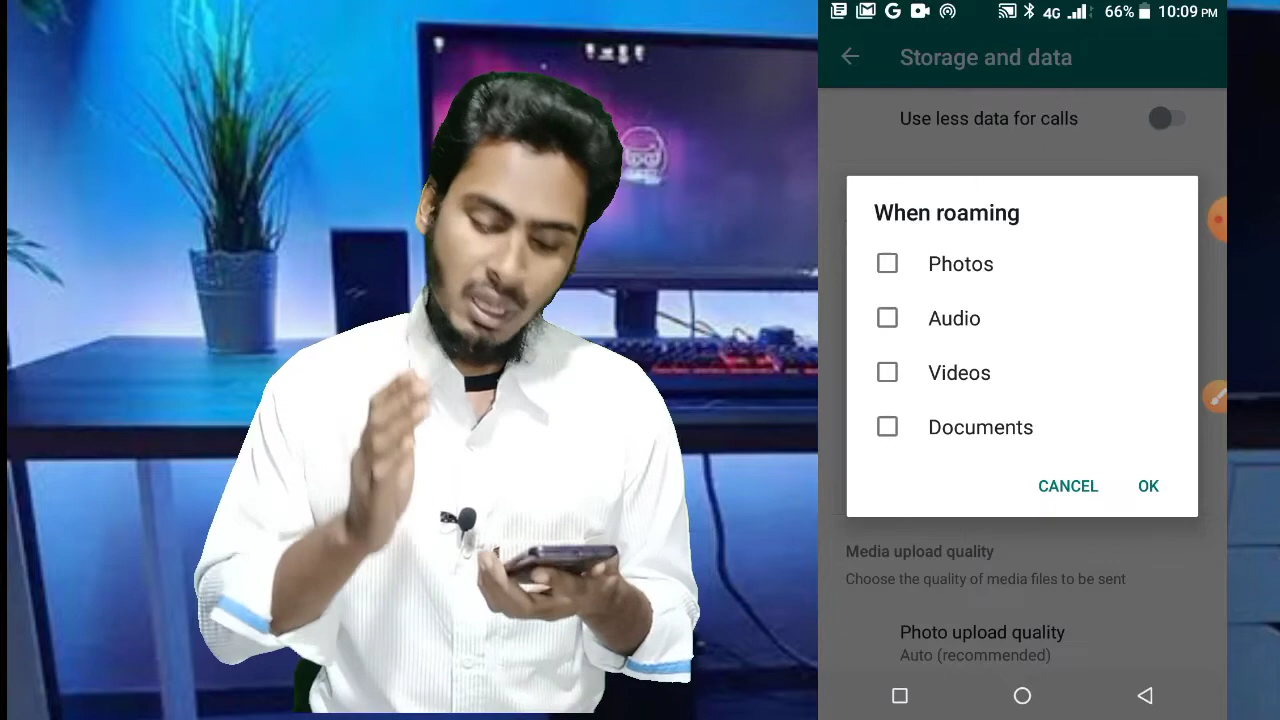 4G 66% 10:09 PM
Storage and data
Use less data for calls
When roaming
Photos
Audio
Videos
Documents
CANCEL OK
Media upload quality
Choose the quality of media files to be sent
Photo upload quality
Auto (recommended)